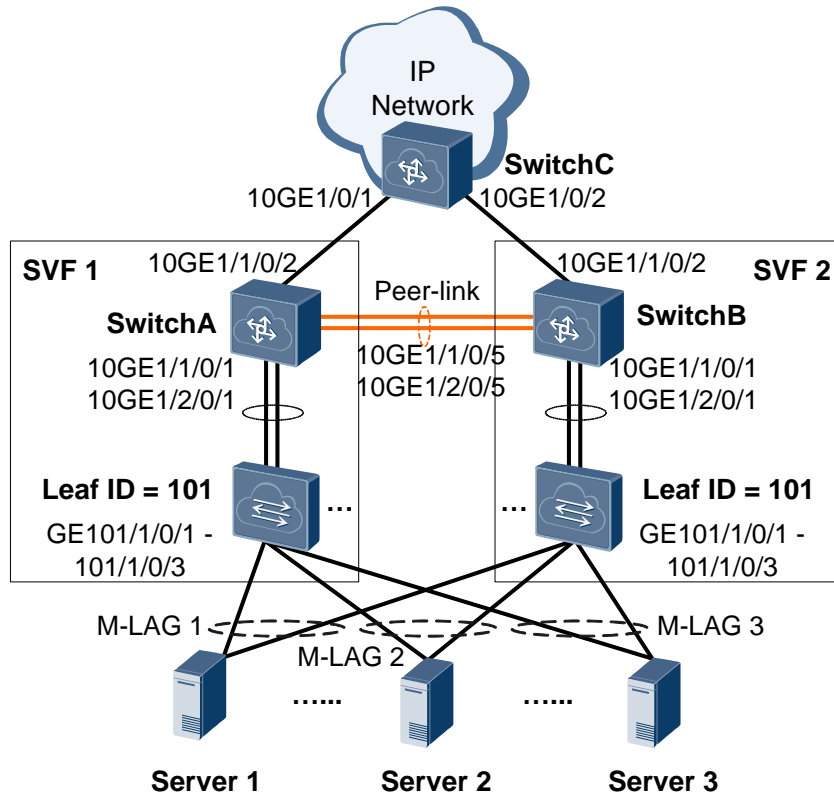 IP
Network
SwitchC
10GE1/0/1
10GE1/0/2
SVF 1
10GE1/1/0/2
10GE1/1/0/2
SVF 2
Peer-link
SwitchA
SwitchB
10GE1/1/0/1
10GE1/2/0/1
10GE1/1/0/5
10GE1/2/0/5
10GE1/1/0/1
10GE1/2/0/1
Leaf ID = 101
...
...
Leaf ID = 101
GE101/1/0/1 -
101/1/0/3
GE101/1/0/1 -
101/1/0/3
M-LAG 1
M-LAG 2
M-LAG 3
…...
…...
Server 1
Server 2
Server 3